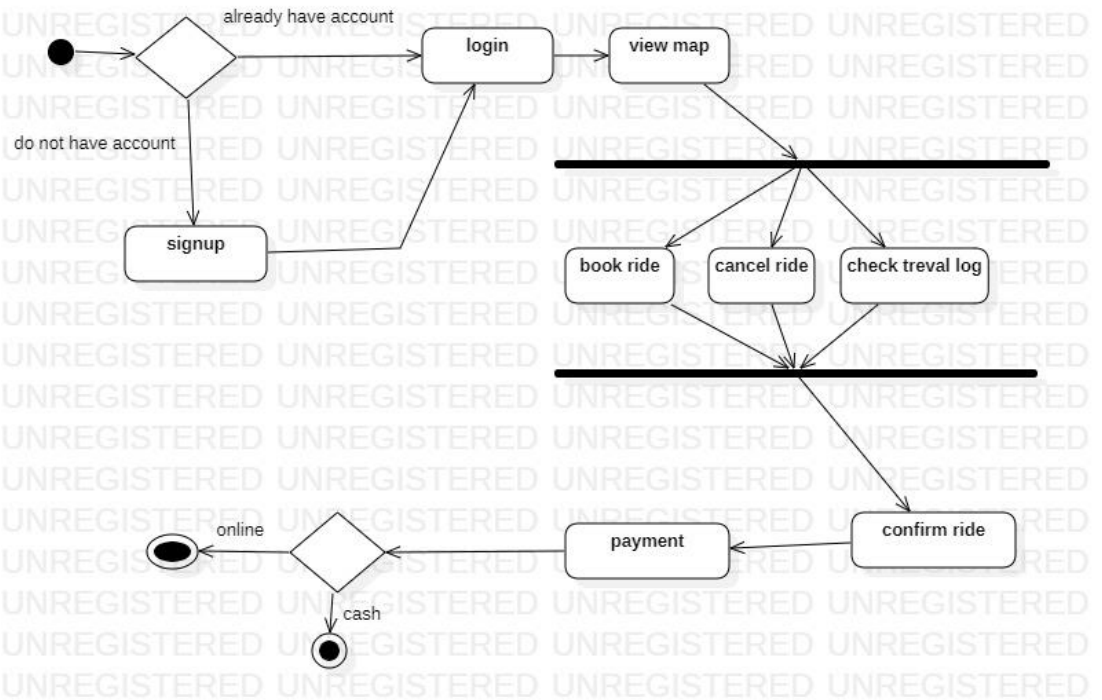 already have account
login
view map
do not have account
signup
book ride
cancel ride
check treval log
confirm ride
payment
online
cash
UNREGISTERED